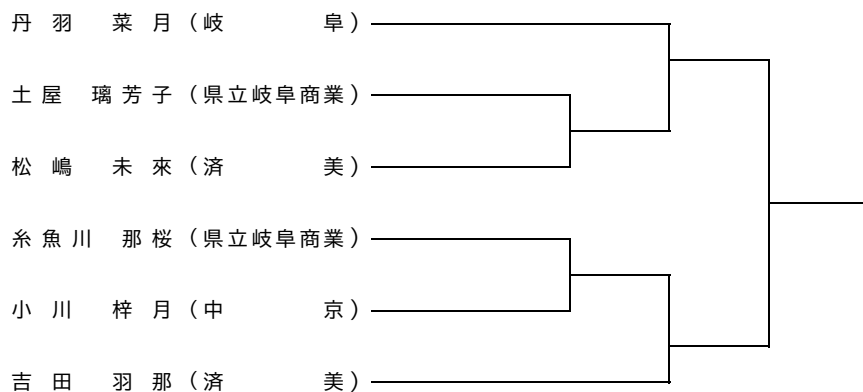 丹羽 菜月（岐 阜）
土屋 璃芳子（県立岐阜商業）
松嶋 未來（済 美）
糸魚川 那桜（県立岐阜商業）
小川 梓月（中 京）
吉田 羽那（済 美）